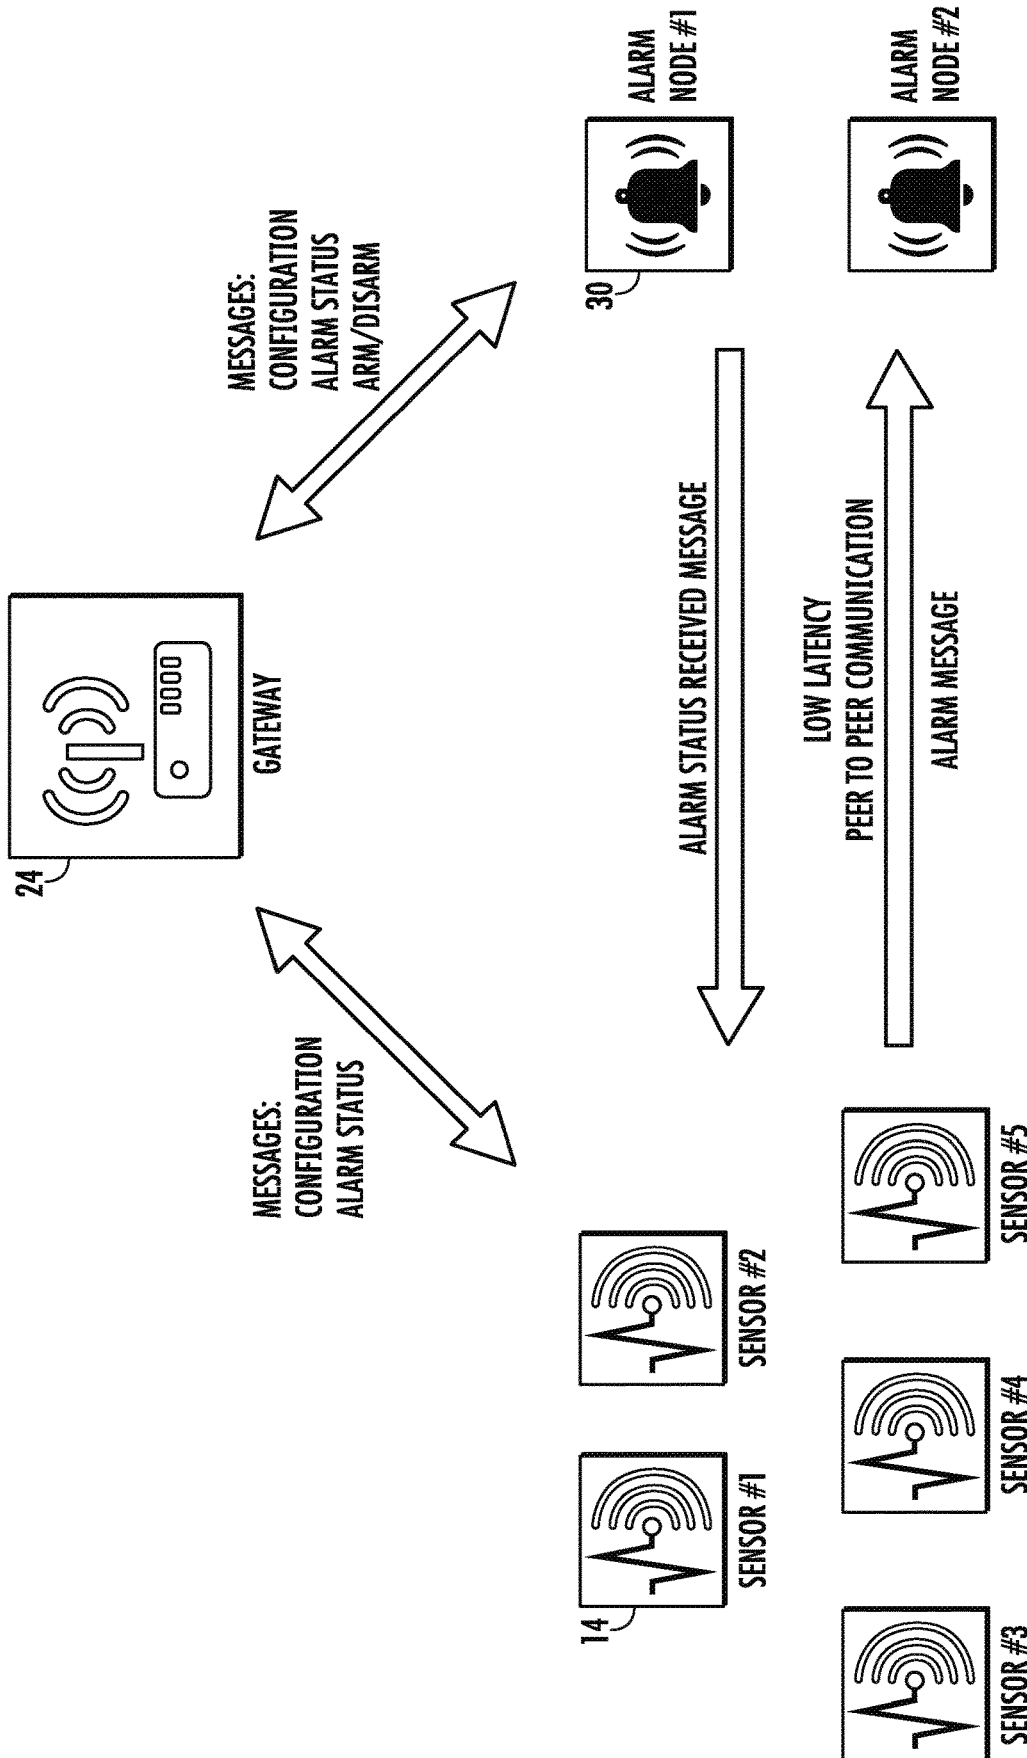 24
GATEWAY
MESSAGES:
CONFIGURATION
ALARM STATUS
MESSAGES:
CONFIGURATION
ALARM STATUS
ARM/DISARM
14
SENSOR #1
SENSOR #2
SENSOR #3
SENSOR #4
SENSOR #5
ALARM STATUS RECEIVED MESSAGE
LOW LATENCY
PEER TO PEER COMMUNICATION
ALARM MESSAGE
30
ALARM
NODE #1
ALARM
NODE #2